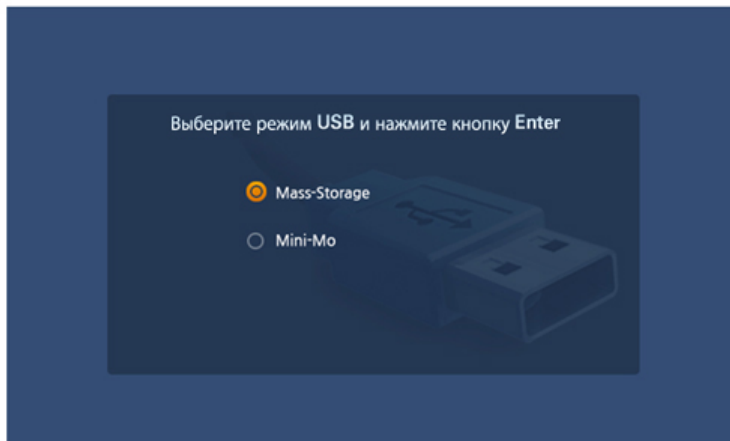 Выберите режим USB и нажмите кнопку Enter
Mass-Storage
Mini-Mo